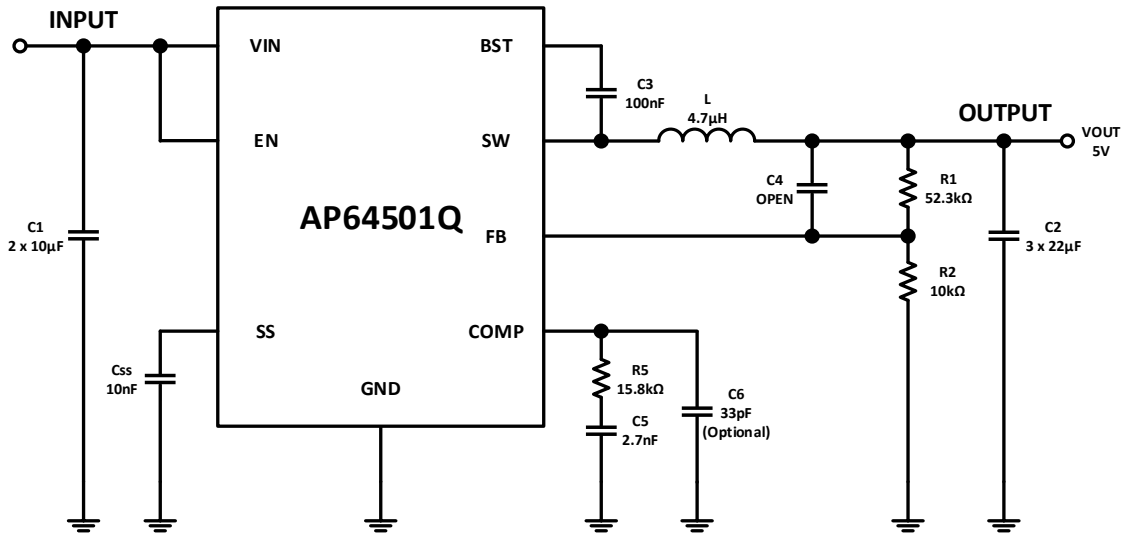 INPUT
VIN
BST
C3
100nF
L
4.7µH
OUTPUT
VOUT
5V
EN
SW
C4
OPEN
R1
52.3kΩ
AP64501Q
FB
C1
2 x 10µF
C2
3 x 22µF
R2
10kΩ
SS
COMP
Css
10nF
GND
R5
15.8kΩ
C5
2.7nF
C6
33pF
(Optional)